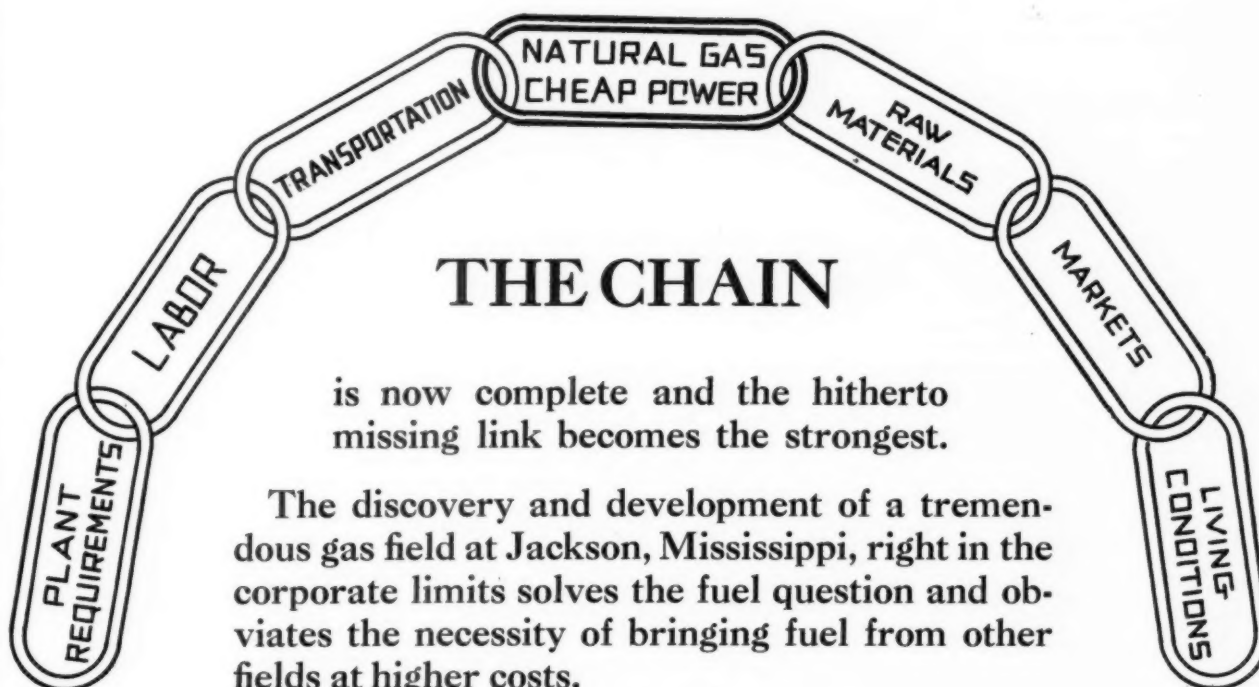 PLANT
REQUIREMENTS
LABOR
TRANSPORTATION
NATURAL GAS
CHEAP POWER
RAW
MATERIALS
MARKETS
LIVING
CONDITIONS
THE CHAIN
is now complete and the hitherto
missing link becomes the strongest.
The discovery and development of a tremen-
dous gas field at Jackson, Mississippi, right in the
corporate limits solves the fuel question and ob-
viates the necessity of bringing fuel from other
fields at higher costs.